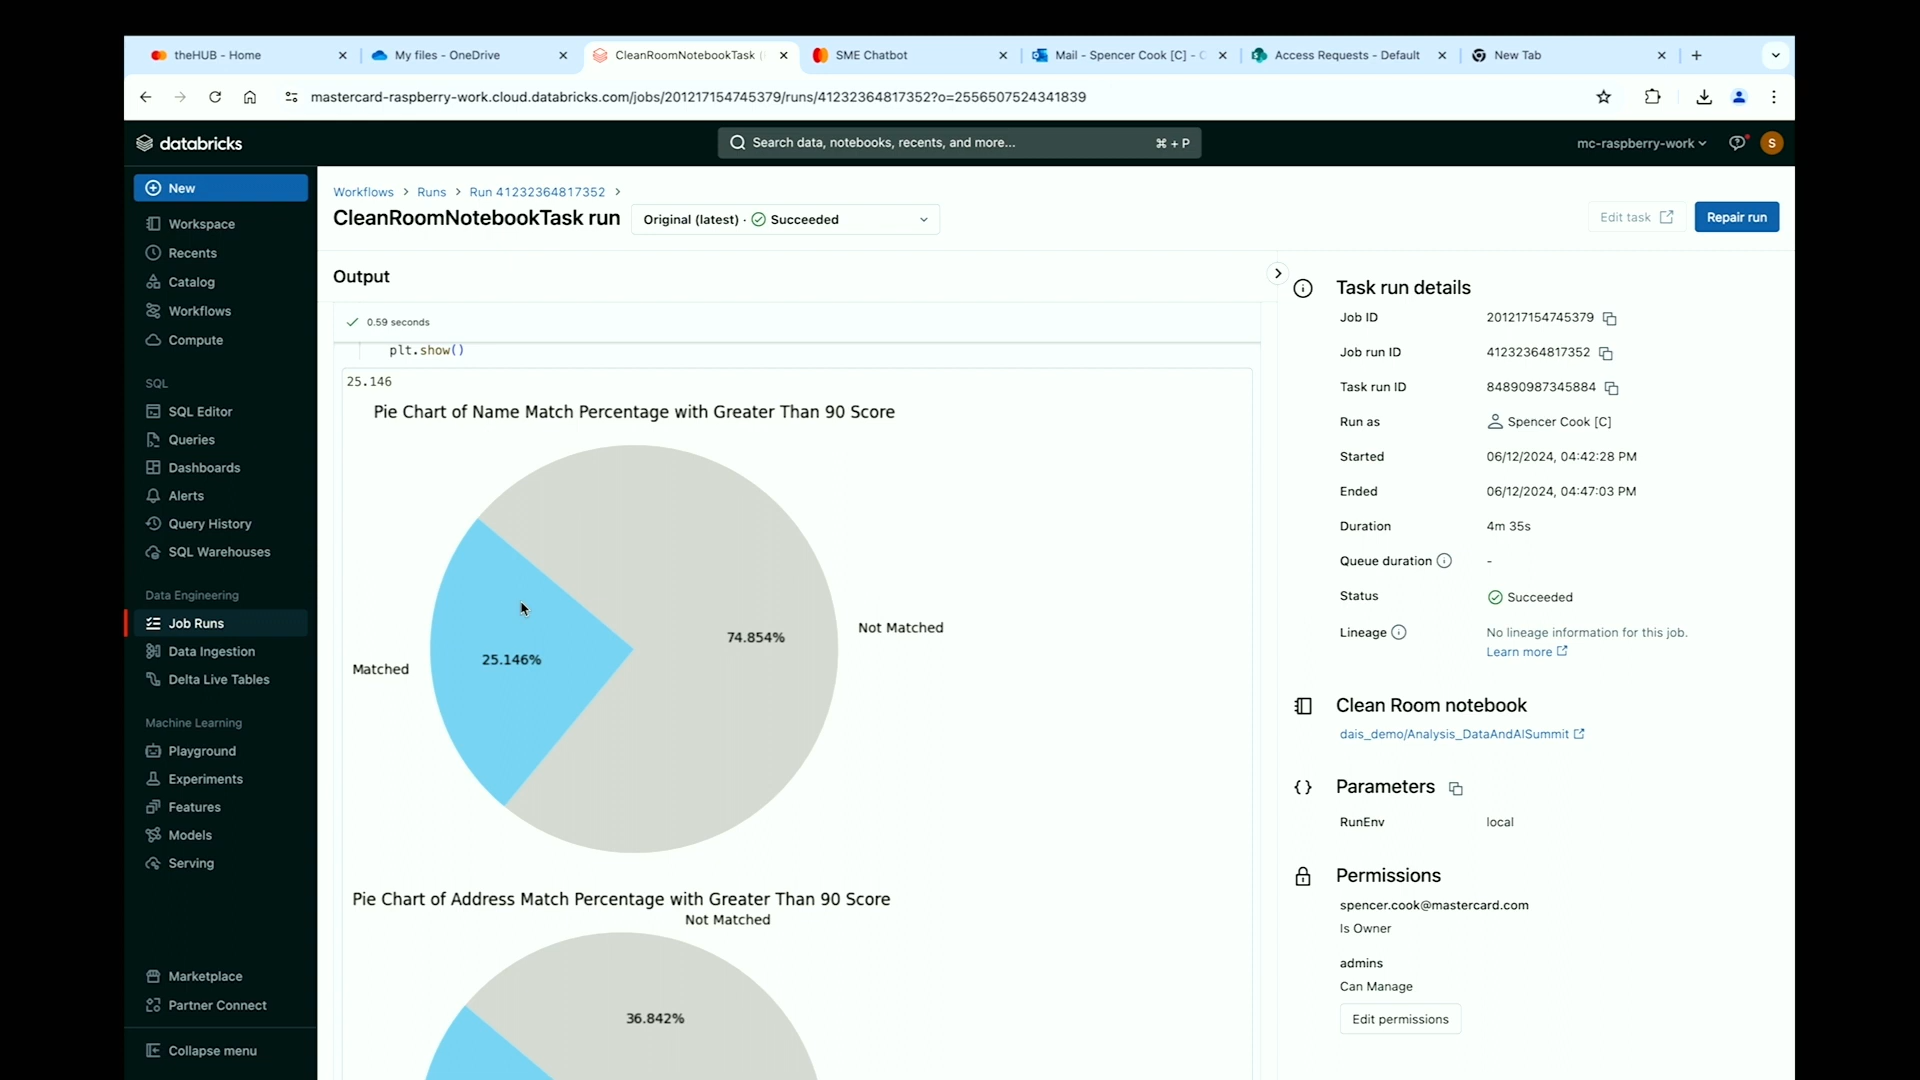 theHUB - Home
My files - OneDrive
CleanRoomNotebookTask (
SME Chatbot
Mail - Spencer Cook [C] - C
Access Requests - Default
New Tab
mastercard-raspberry-work.cloud.databricks.com/jobs/201217154745379/runs/41232364817352?o=2556507524341839
databricks
Search data, notebooks, recents, and more...
⌘ + P
mc-raspberry-work
S
New
Workspace
Recents
Catalog
Workflows
Compute
SQL
SQL Editor
Queries
Dashboards
Alerts
Query History
SQL Warehouses
Data Engineering
Job Runs
Data Ingestion
Delta Live Tables
Machine Learning
Playground
Experiments
Features
Models
Serving
Marketplace
Partner Connect
Collapse menu
Workflows > Runs > Run 41232364817352 >
CleanRoomNotebookTask run
Original (latest) · Succeeded
Edit task
Repair run
Output
0.59 seconds
plt.show()
25.146
Pie Chart of Name Match Percentage with Greater Than 90 Score
74.854%
Not Matched
25.146%
Matched
Pie Chart of Address Match Percentage with Greater Than 90 Score
Not Matched
36.842%
Task run details
Job ID 201217154745379
Job run ID 41232364817352
Task run ID 84890987345884
Run as Spencer Cook [C]
Started 06/12/2024, 04:42:28 PM
Ended 06/12/2024, 04:47:03 PM
Duration 4m 35s
Queue duration -
Status Succeeded
Lineage No lineage information for this job.
Learn more
Clean Room notebook
dais_demo/Analysis_DataAndAISummit
Parameters
RunEnv local
Permissions
spencer.cook@mastercard.com
Is Owner
admins
Can Manage
Edit permissions